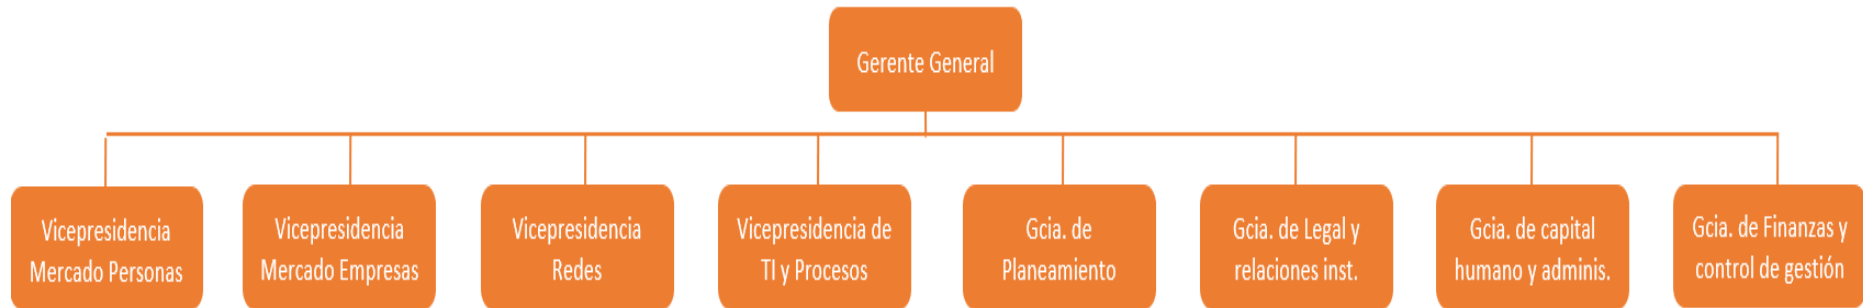 Gerente General
Vicepresidencia
Mercado Personas
Vicepresidencia
Mercado Empresas
Vicepresidencia
Redes
Vicepresidencia de
TI y Procesos
Gcia. de
Planeamiento
Gcia. de Legal y
relaciones inst.
Gcia. de capital
humano y adminis.
Gcia. de Finanzas y
control de gestión